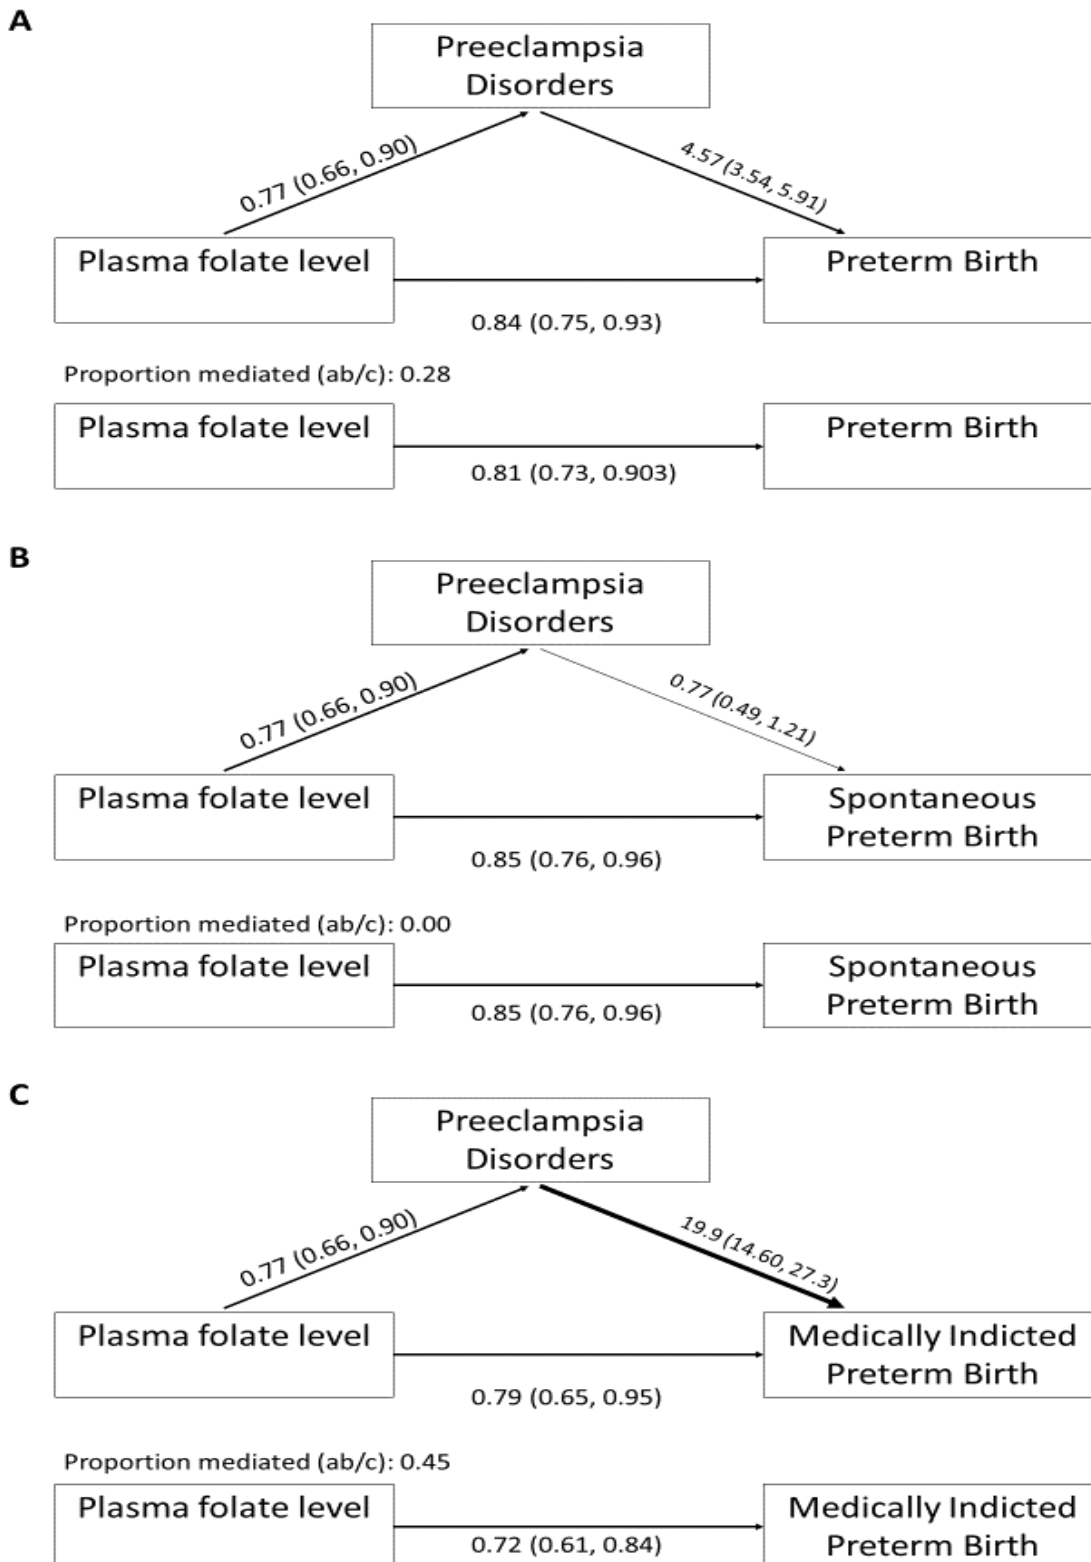 A
Preeclampsia
Disorders
0.77 (0.66, 0.90)
4.57 (3.54, 5.91)
Plasma folate level
Preterm Birth
0.84 (0.75, 0.93)
Proportion mediated (ab/c): 0.28
Plasma folate level
Preterm Birth
0.81 (0.73, 0.903)
B
Preeclampsia
Disorders
0.77 (0.66, 0.90)
0.77 (0.49, 1.21)
Plasma folate level
Spontaneous
Preterm Birth
0.85 (0.76, 0.96)
Proportion mediated (ab/c): 0.00
Plasma folate level
Spontaneous
Preterm Birth
0.85 (0.76, 0.96)
C
Preeclampsia
Disorders
0.77 (0.66, 0.90)
19.9 (14.60, 27.3)
Plasma folate level
Medically Indicted
Preterm Birth
0.79 (0.65, 0.95)
Proportion mediated (ab/c): 0.45
Plasma folate level
Medically Indicted
Preterm Birth
0.72 (0.61, 0.84)